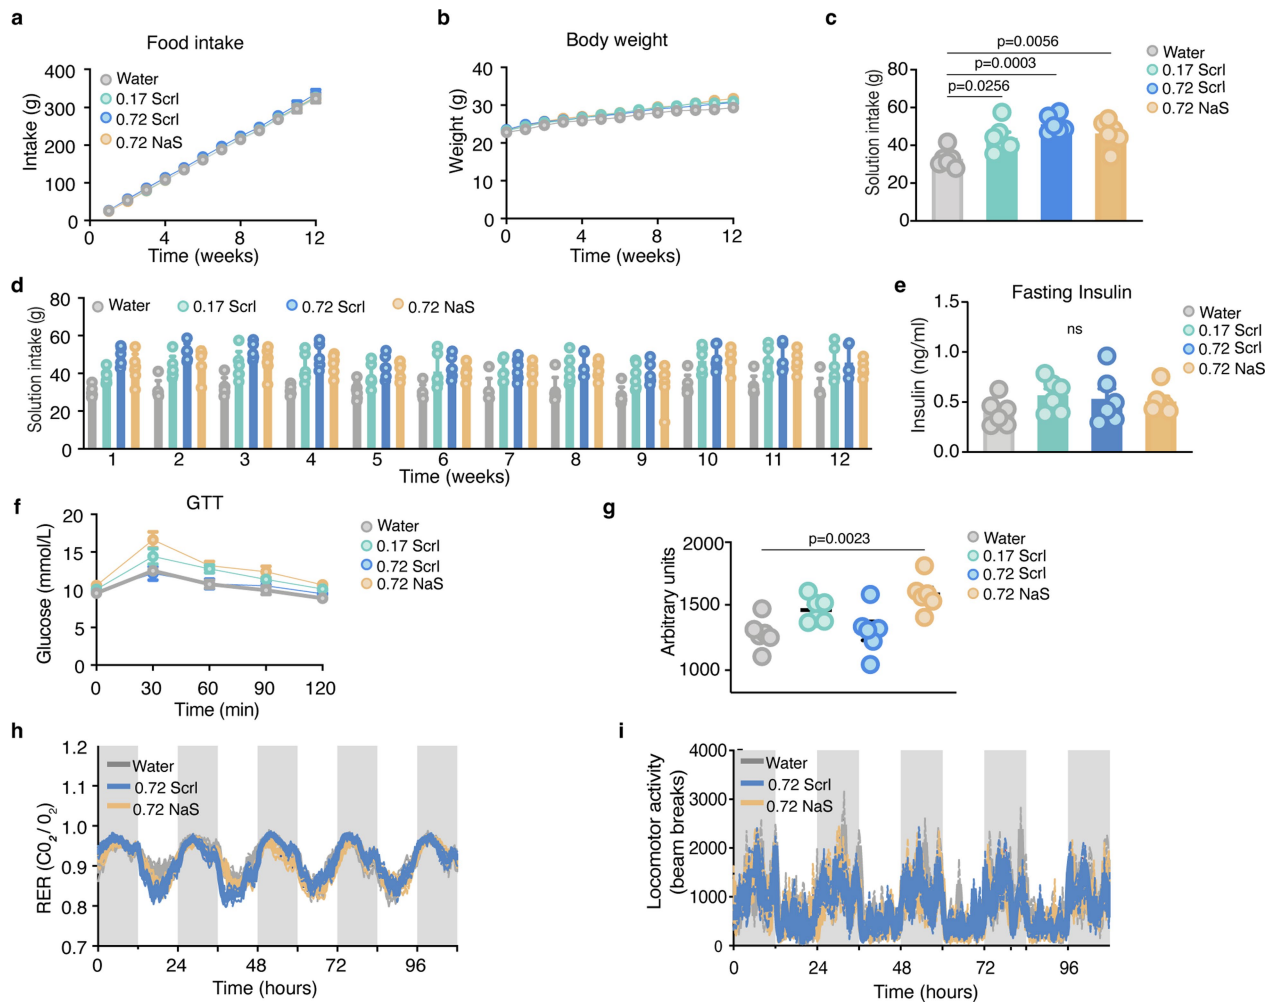 a
Food intake
400
300
200
100
0
Intake (g)
Water
0.17 Scrl
0.72 Scrl
0.72 NaS
0
4
8
12
Time (weeks)
b
Body weight
40
30
20
10
0
Weight (g)
0
4
8
12
Time (weeks)
c
p=0.0056
p=0.0003
p=0.0256
80
60
40
20
0
Solution intake (g)
Water
0.17 Scrl
0.72 Scrl
0.72 NaS
d
80
60
40
20
0
Solution intake (g)
Water
0.17 Scrl
0.72 Scrl
0.72 NaS
1
2
3
4
5
6
7
8
9
10
11
12
Time (weeks)
e
Fasting Insulin
ns
1.5
1.0
0.5
0.0
Insulin (ng/ml)
Water
0.17 Scrl
0.72 Scrl
0.72 NaS
f
GTT
20
15
10
5
0
Glucose (mmol/L)
0
30
60
90
120
Time (min)
Water
0.17 Scrl
0.72 Scrl
0.72 NaS
g
p=0.0023
2000
1500
1000
Arbitrary units
Water
0.17 Scrl
0.72 Scrl
0.72 NaS
h
1.2
1.1
1.0
0.9
0.8
0.7
RER (C0₂/ 0₂)
Water
0.72 Scrl
0.72 NaS
0
24
48
72
96
Time (hours)
i
4000
3000
2000
1000
0
Locomotor activity
(beam breaks)
Water
0.72 Scrl
0.72 NaS
0
24
48
72
96
Time (hours)